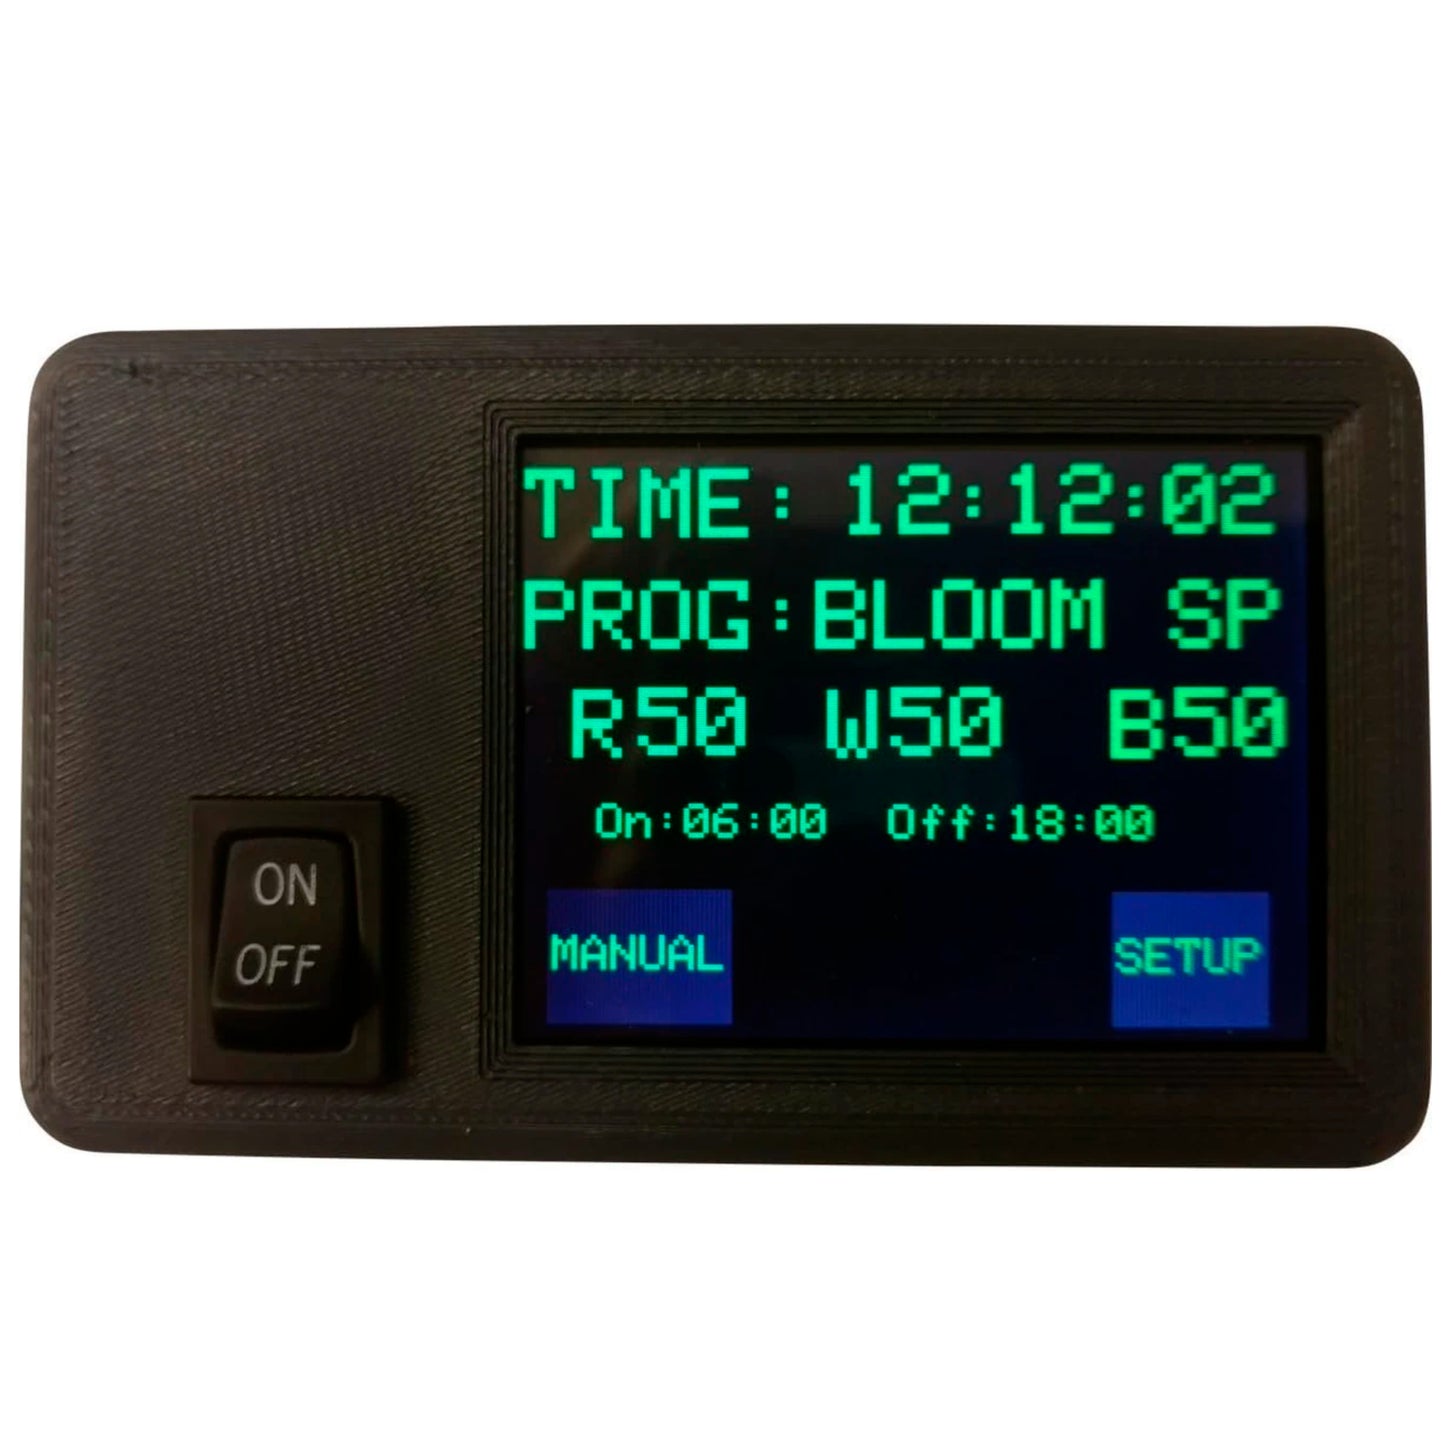 TIME: 12:12:02
PROG:BLOOM SP
R50 W50 B50
On:06:00 Off:18:00
ON
OFF
MANUAL
SETUP